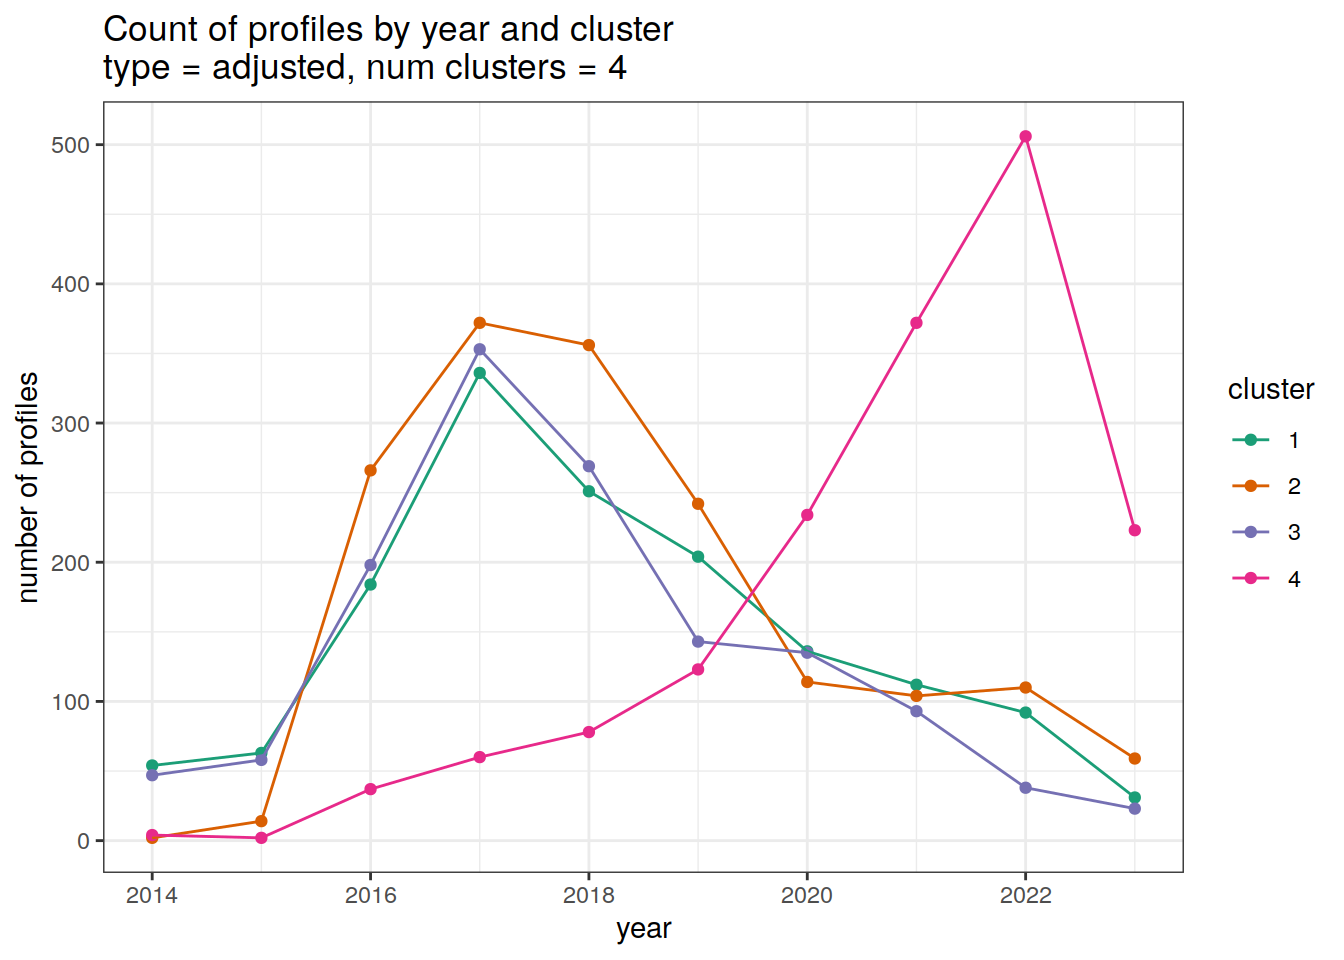 Count of profiles by year and cluster
type = adjusted, num clusters = 4
500
400
300
200
100
0
number of profiles
2014 2016 2018 2020 2022
year
cluster
1
2
3
4